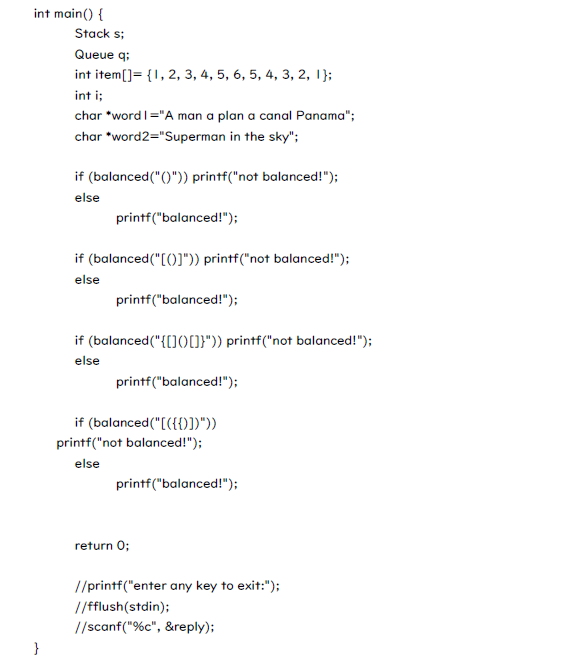 int main() {
Stack s;
Queue q;
int item[]= {1, 2, 3, 4, 5, 6, 5, 4, 3, 2, 1};
int i;
char *word1="A man a plan a canal Panama";
char *word2="Superman in the sky";
if (balanced("()")) printf("not balanced!");
else
printf("balanced!");
if (balanced("[()]")) printf("not balanced!");
else
printf("balanced!");
if (balanced("{[]()[]}")) printf("not balanced!");
else
printf("balanced!");
if (balanced("[({{)])"))
printf("not balanced!");
else
printf("balanced!");
return 0;
//printf("enter any key to exit:");
//fflush(stdin);
//scanf("%c", &reply);
}